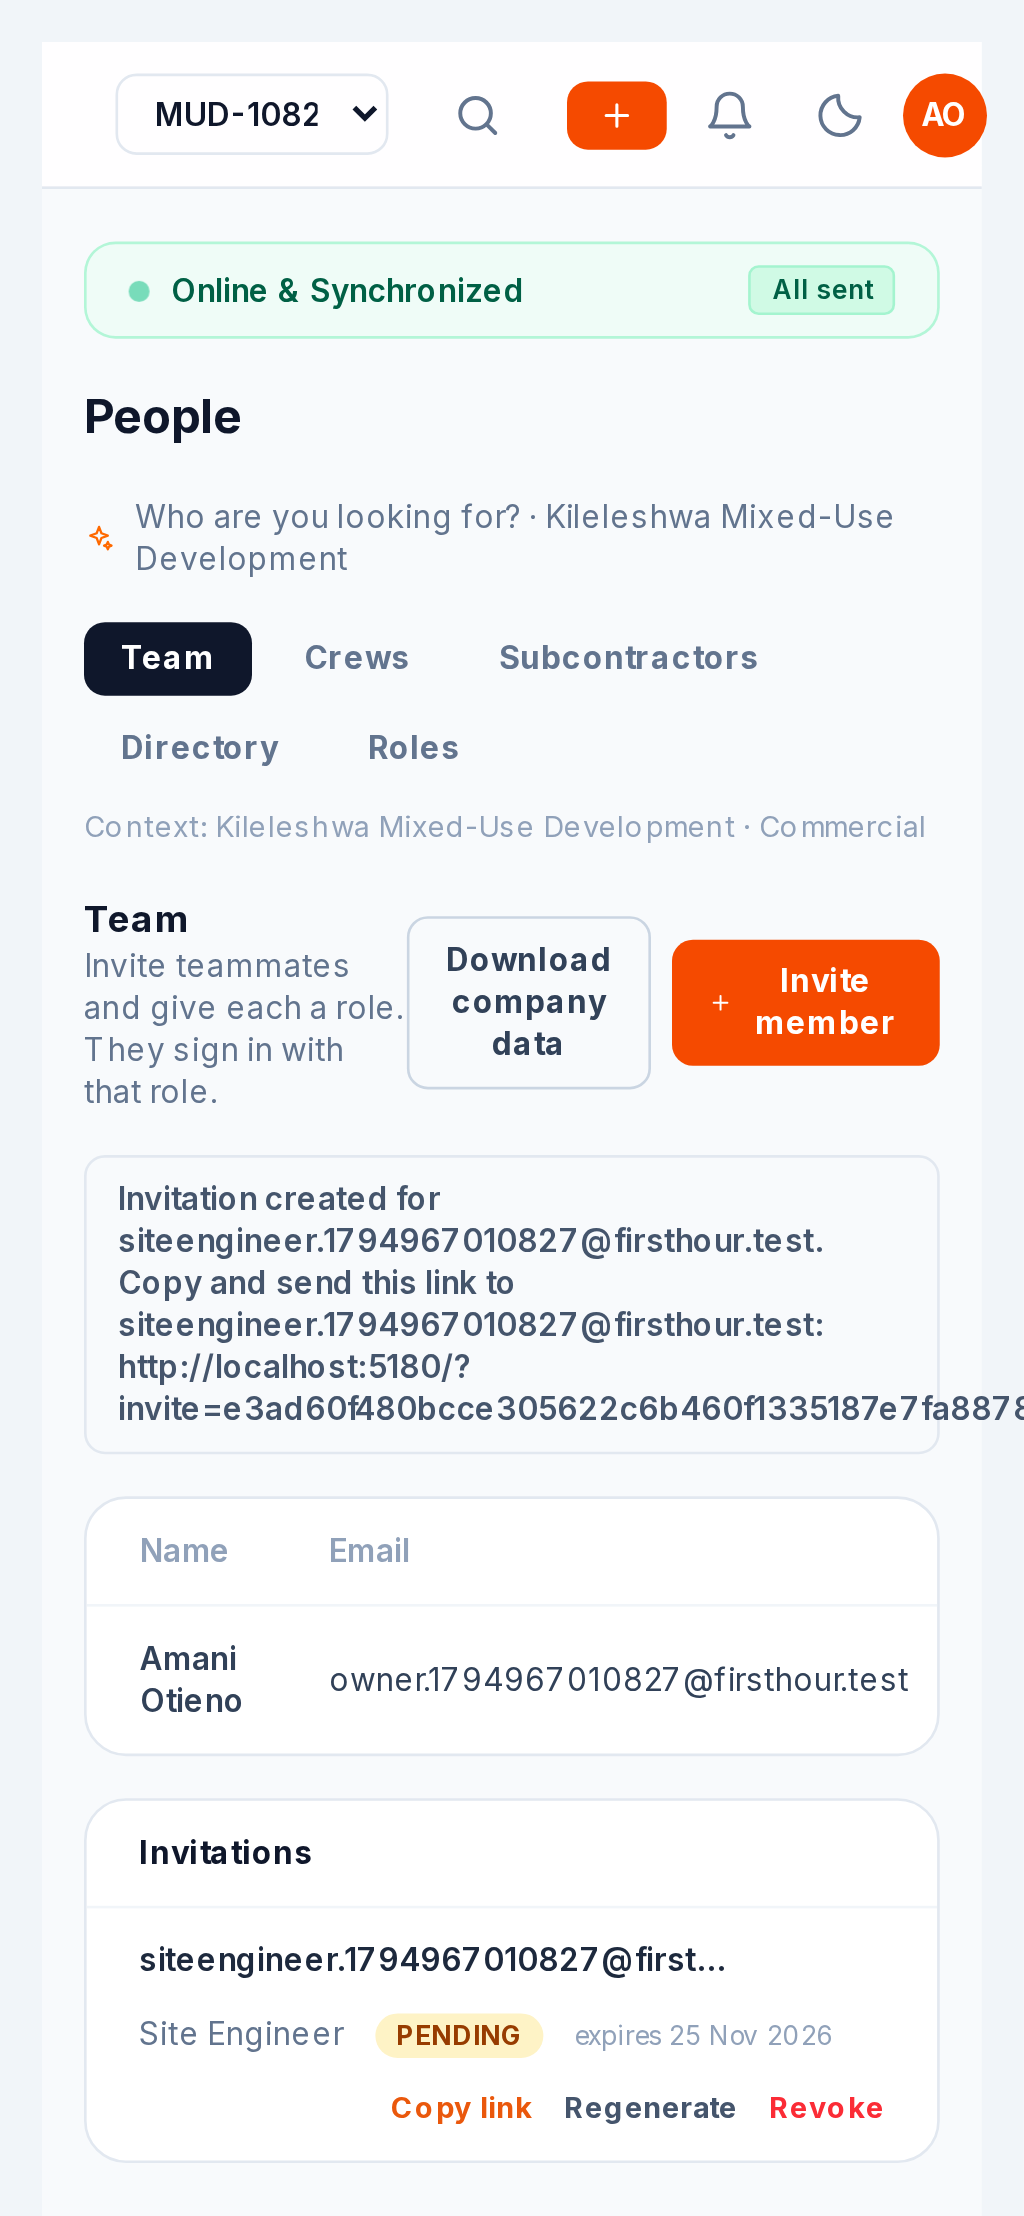 MUD-1082
AO
Online & Synchronized
All sent
People
Who are you looking for? · Kileleshwa Mixed-Use
Development
Team
Crews
Subcontractors
Directory
Roles
Context: Kileleshwa Mixed-Use Development · Commercial
Team
Invite teammates
and give each a role.
They sign in with
that role.
Download
company
data
Invite
member
Invitation created for
siteengineer.1794967010827@firsthour.test.
Copy and send this link to
siteengineer.1794967010827@firsthour.test:
http://localhost:5180/?
invite=e3ad60f480bcce305622c6b460f1335187e7fa8878
Name
Email
Amani
Otieno
owner.1794967010827@firsthour.test
Invitations
siteengineer.1794967010827@first...
Site Engineer
PENDING
expires 25 Nov 2026
Copy link
Regenerate
Revoke